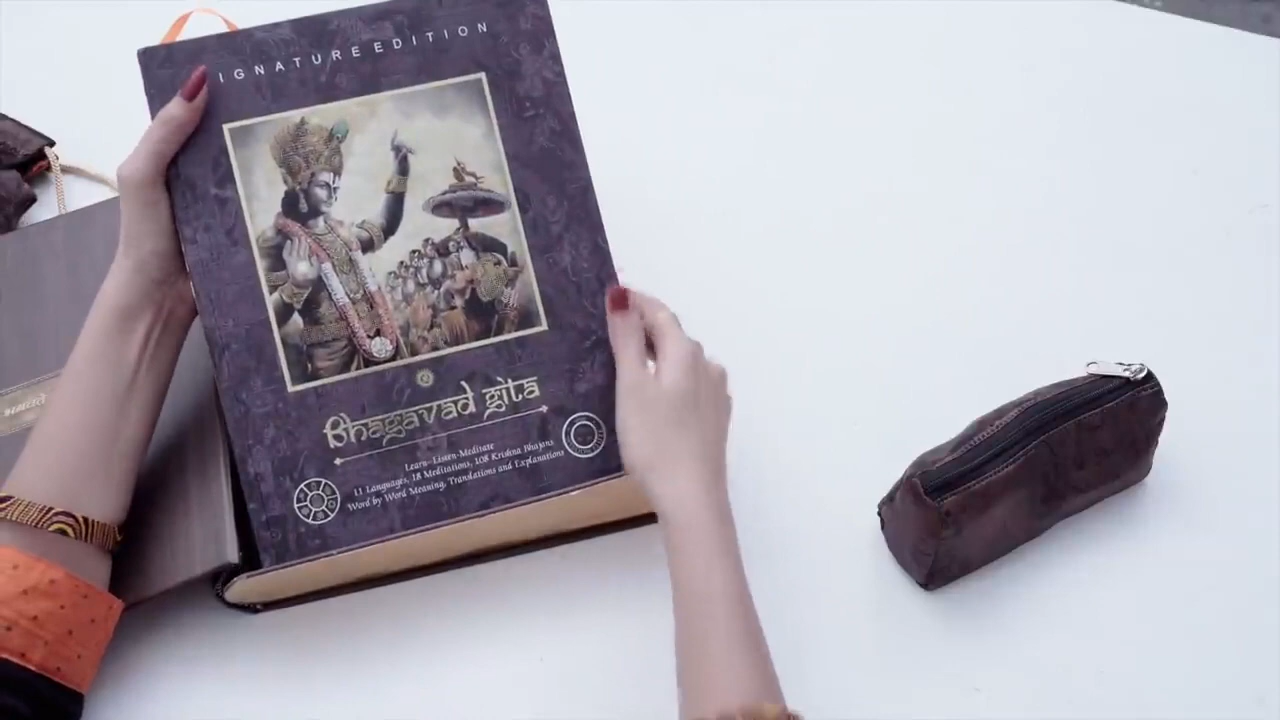 IGNATURE EDITION
Bhagavad gita
Learn-Listen-Meditate
11 Languages, 18 Meditations, 108 Krishna Bhajans
Word by Word Meaning, Translations and Explanations